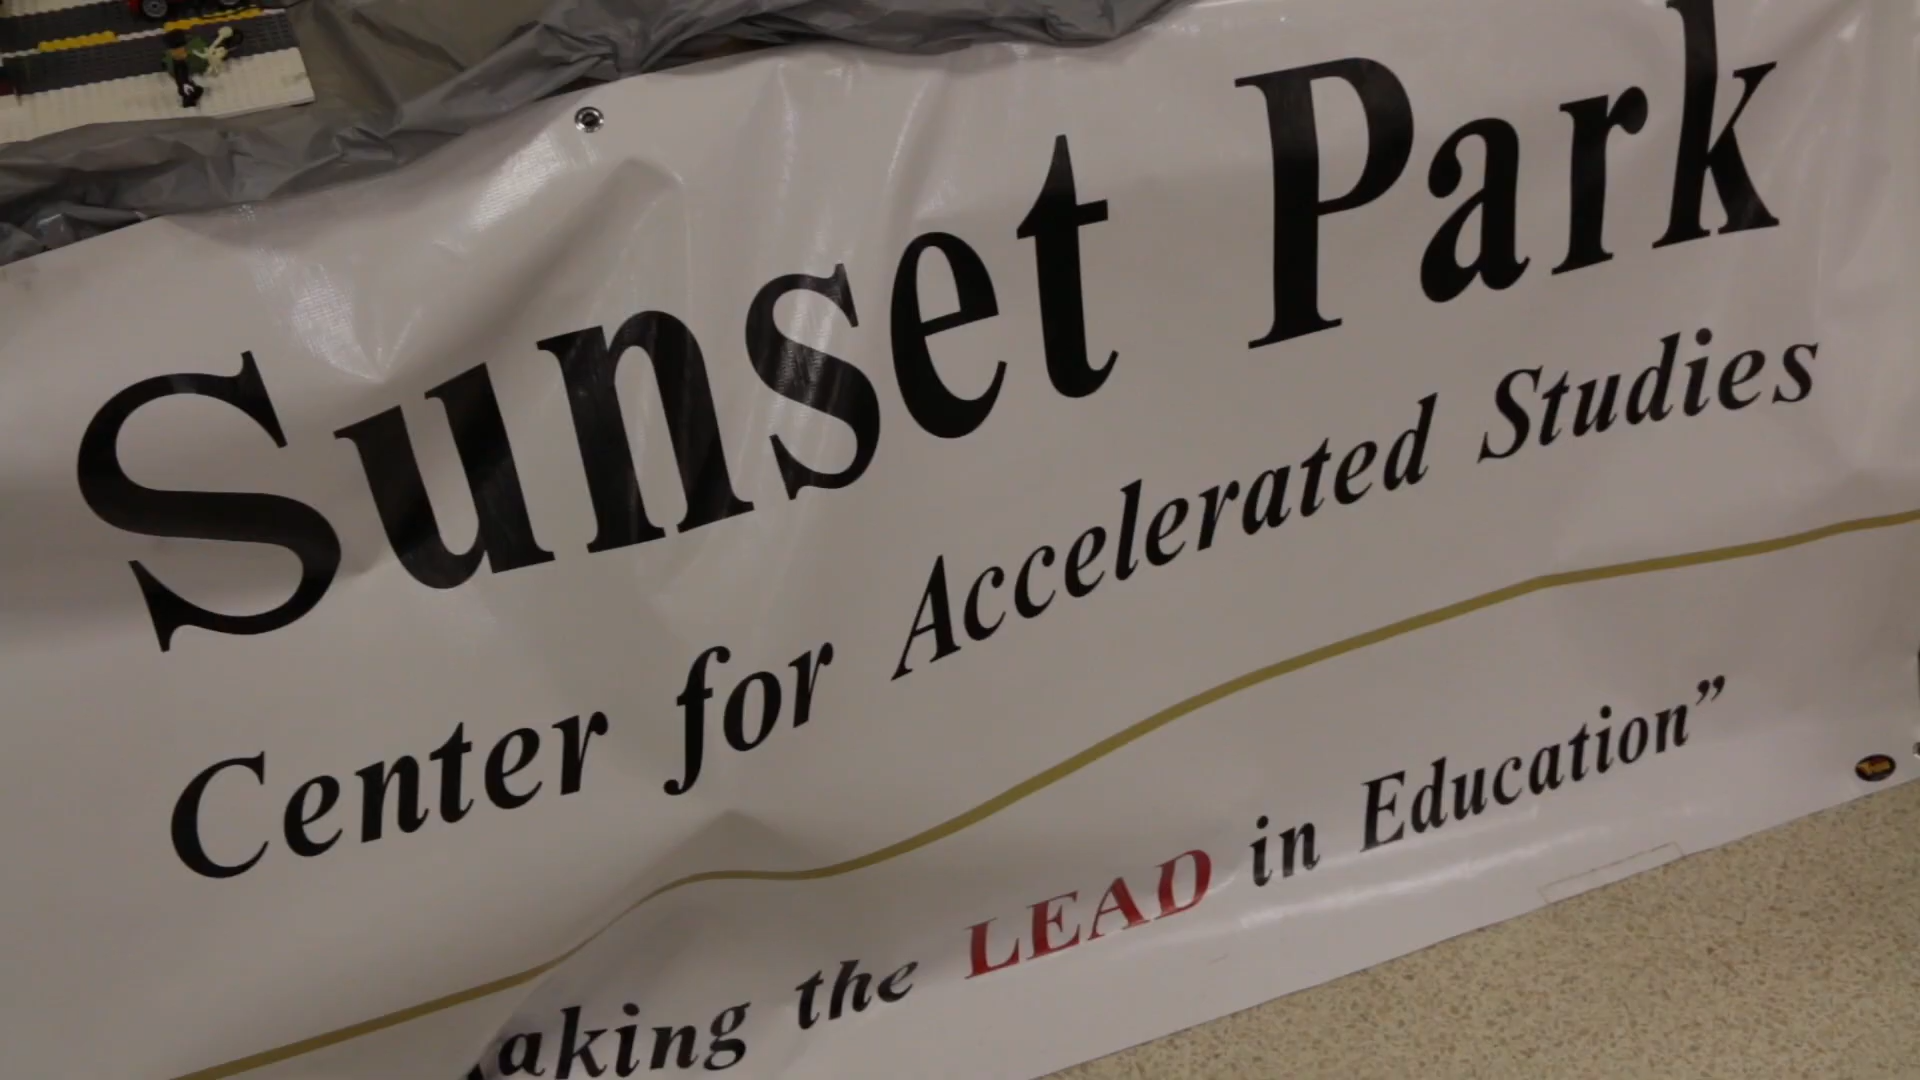 Sunset Park
Center for Accelerated Studies
aking the LEAD in Education”